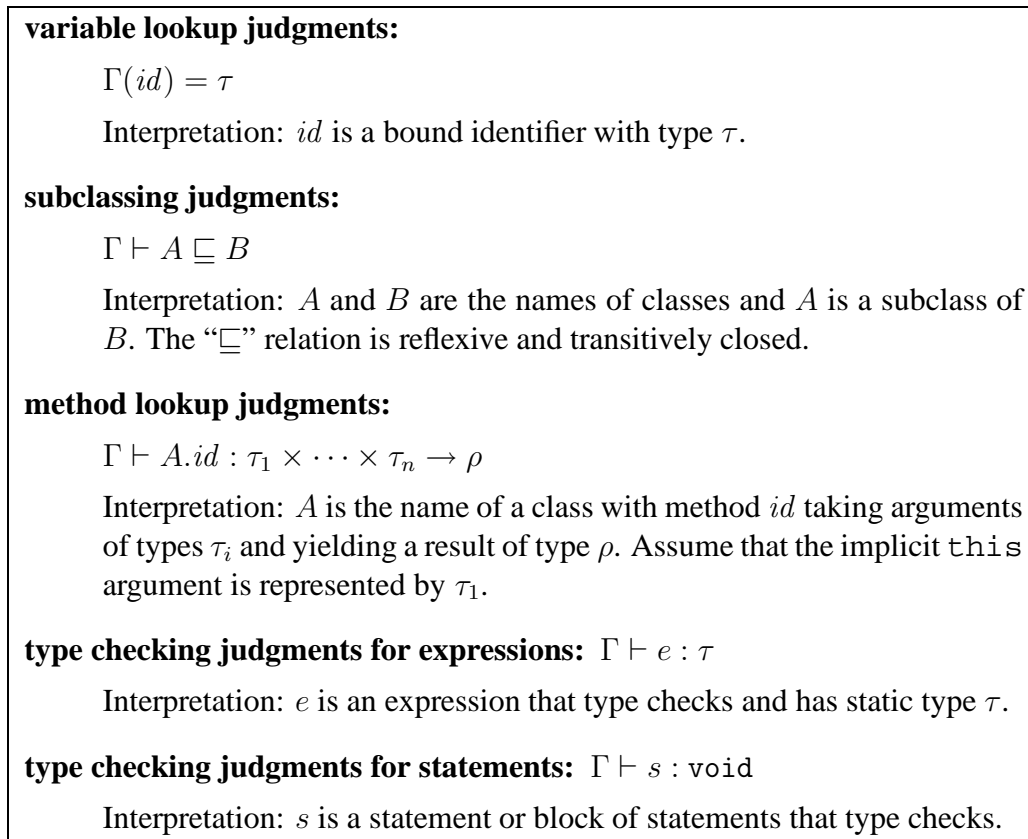 variable lookup judgments:
Γ(id) = τ
Interpretation: id is a bound identifier with type τ.
subclassing judgments:
Γ ⊢ A ⊑ B
Interpretation: A and B are the names of classes and A is a subclass of
B. The “⊑” relation is reflexive and transitively closed.
method lookup judgments:
Γ ⊢ A.id : τ₁ × ⋯ × τₙ → ρ
Interpretation: A is the name of a class with method id taking arguments
of types τᵢ and yielding a result of type ρ. Assume that the implicit this
argument is represented by τ₁.
type checking judgments for expressions: Γ ⊢ e : τ
Interpretation: e is an expression that type checks and has static type τ.
type checking judgments for statements: Γ ⊢ s : void
Interpretation: s is a statement or block of statements that type checks.